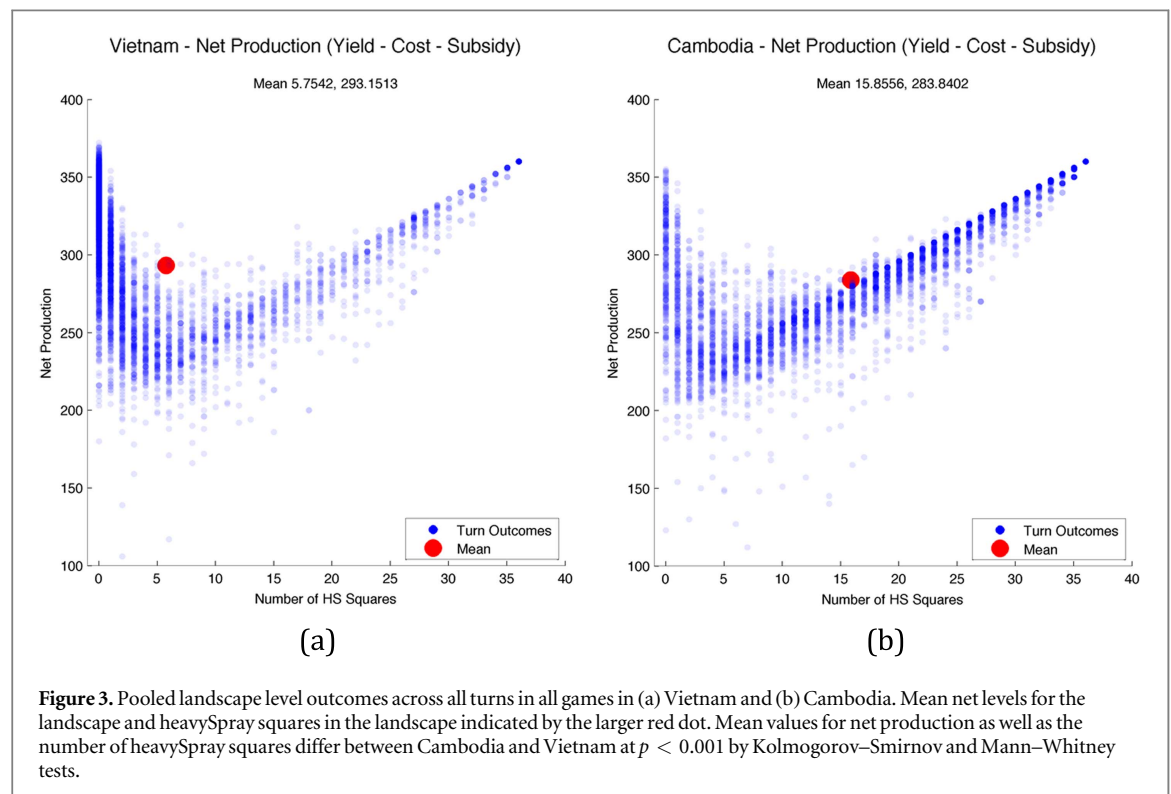 Vietnam - Net Production (Yield - Cost - Subsidy)
Mean 5.7542, 293.1513
400
350
300
250
200
150
100
Net Production
0 5 10 15 20 25 30 35 40
Number of HS Squares
Turn Outcomes
Mean
(a)
Cambodia - Net Production (Yield - Cost - Subsidy)
Mean 15.8556, 283.8402
400
350
300
250
200
150
100
Net Production
0 5 10 15 20 25 30 35 40
Number of HS Squares
Turn Outcomes
Mean
(b)
Figure 3. Pooled landscape level outcomes across all turns in all games in (a) Vietnam and (b) Cambodia. Mean net levels for the
landscape and heavySpray squares in the landscape indicated by the larger red dot. Mean values for net production as well as the
number of heavySpray squares differ between Cambodia and Vietnam at p < 0.001 by Kolmogorov–Smirnov and Mann–Whitney
tests.